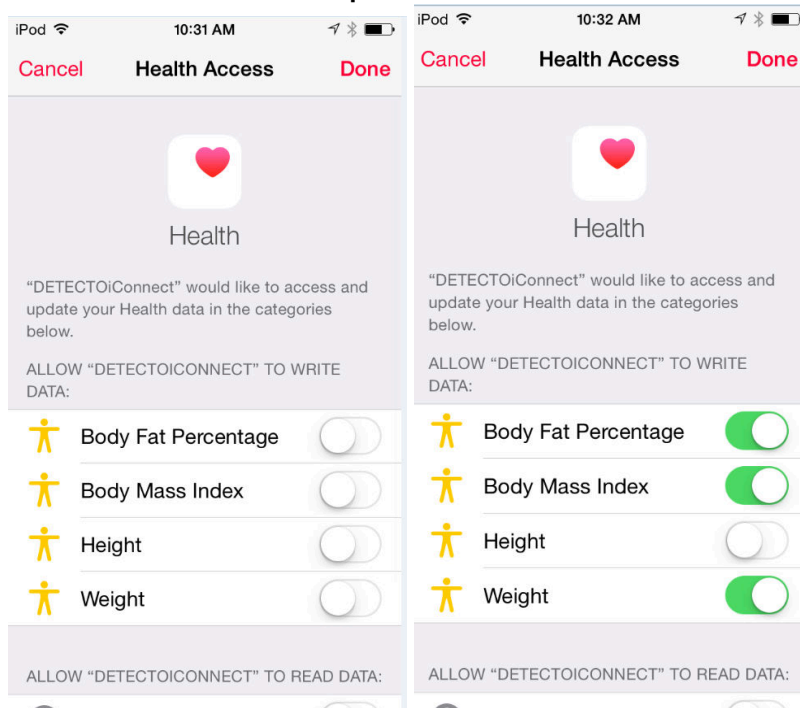 iPod 10:31 AM
Cancel Health Access Done
Health
“DETECTOiConnect” would like to access and
update your Health data in the categories
below.
ALLOW “DETECTOICONNECT” TO WRITE
DATA:
Body Fat Percentage
Body Mass Index
Height
Weight
ALLOW “DETECTOICONNECT” TO READ DATA:
iPod 10:32 AM
Cancel Health Access Done
Health
“DETECTOiConnect” would like to access and
update your Health data in the categories
below.
ALLOW “DETECTOICONNECT” TO WRITE
DATA:
Body Fat Percentage
Body Mass Index
Height
Weight
ALLOW “DETECTOICONNECT” TO READ DATA: